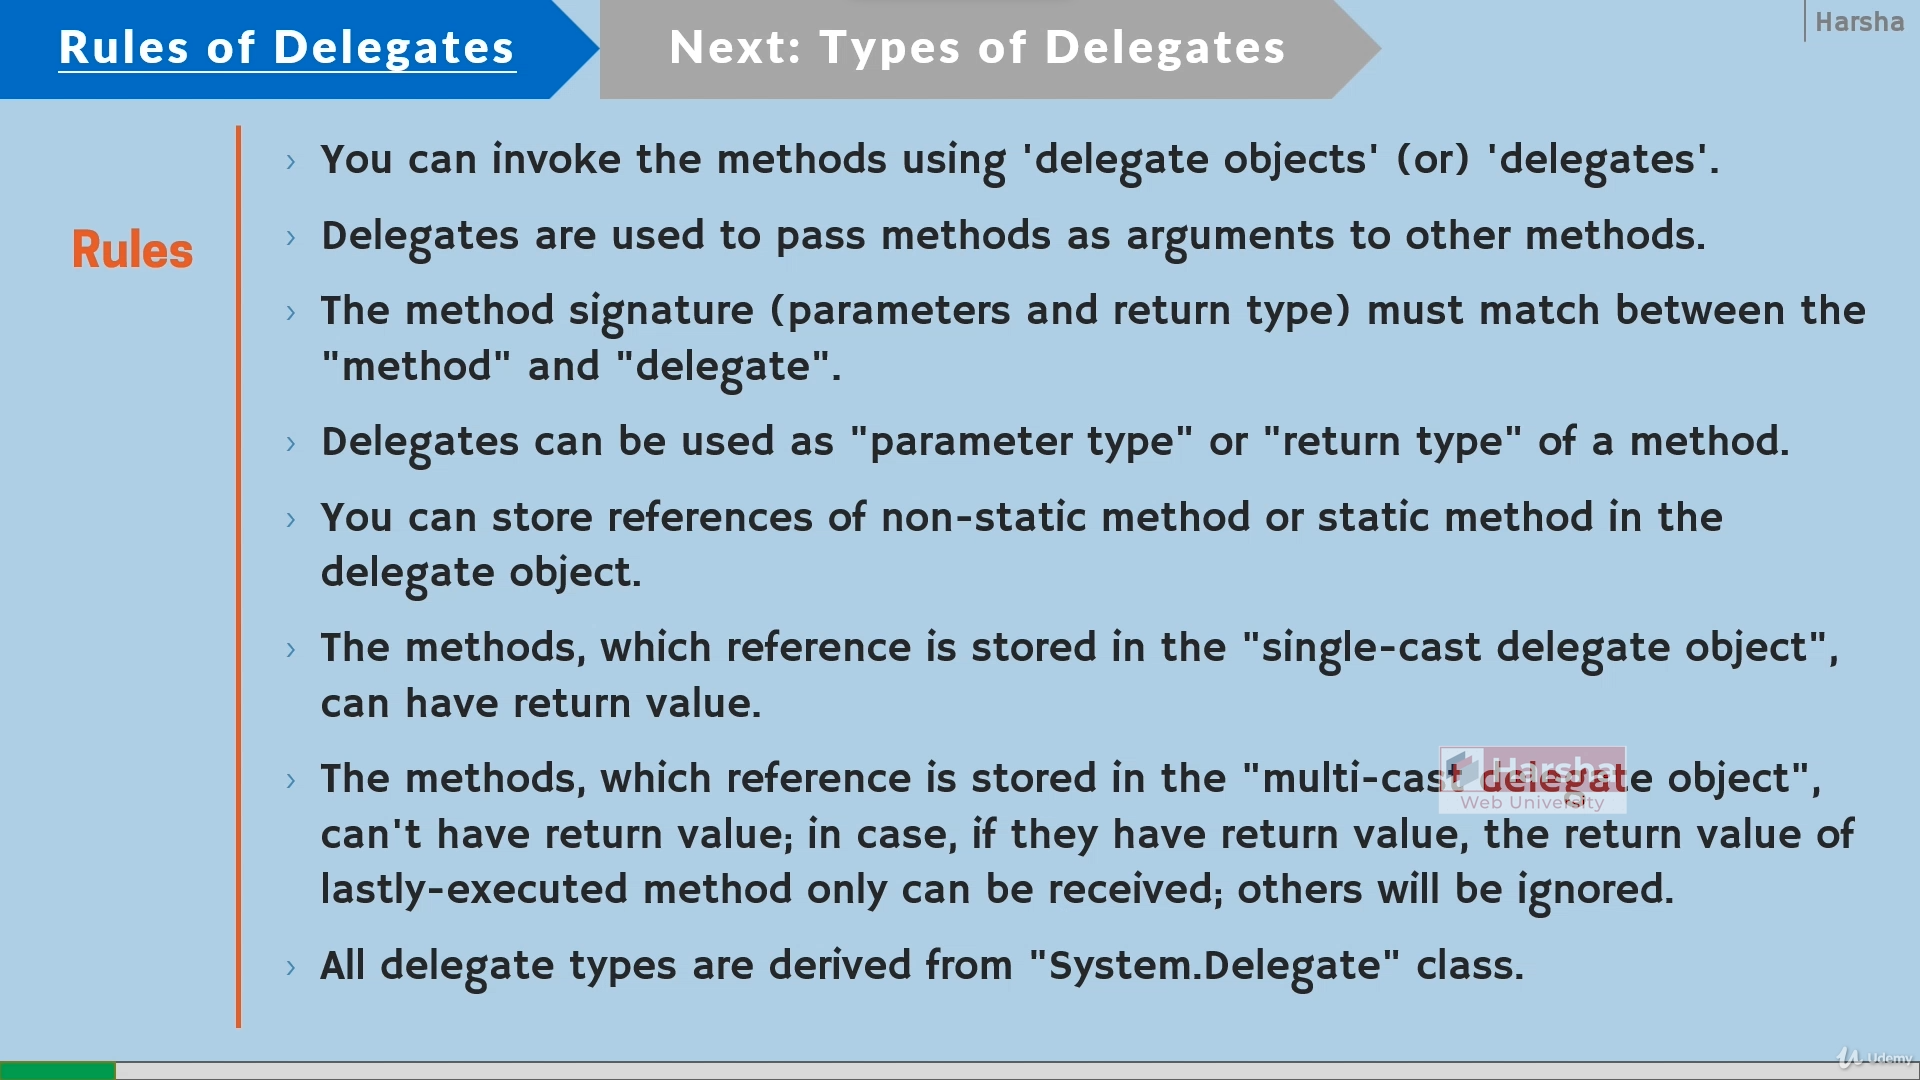 Rules of Delegates
Next: Types of Delegates
Harsha
Rules
› You can invoke the methods using 'delegate objects' (or) 'delegates'.
› Delegates are used to pass methods as arguments to other methods.
› The method signature (parameters and return type) must match between the
"method" and "delegate".
› Delegates can be used as "parameter type" or "return type" of a method.
› You can store references of non-static method or static method in the
delegate object.
› The methods, which reference is stored in the "single-cast delegate object",
can have return value.
› The methods, which reference is stored in the "multi-cast delegate object",
can't have return value; in case, if they have return value, the return value of
lastly-executed method only can be received; others will be ignored.
› All delegate types are derived from "System.Delegate" class.
Harsha
Web University
Udemy